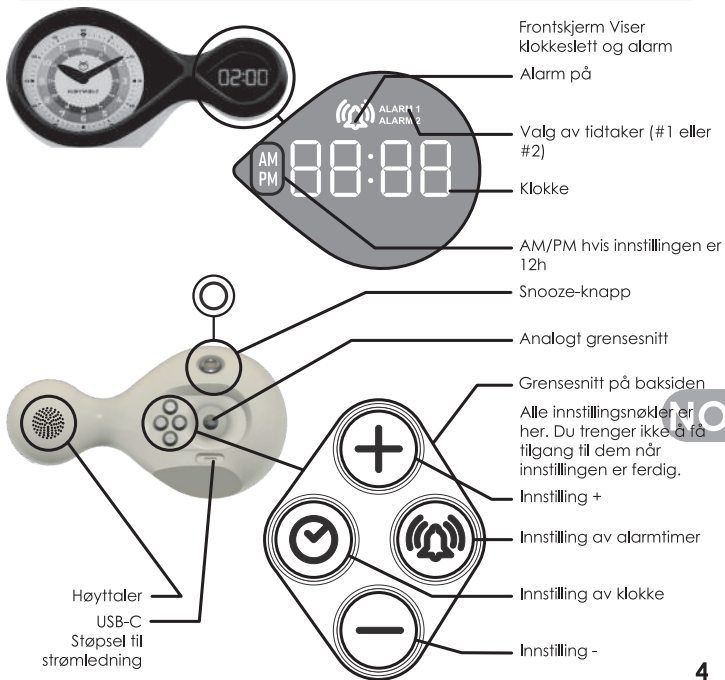 Frontskjerm Viser
klokkeslett og alarm
Alarm på
Valg av tidtaker (#1 eller
#2)
Klokke
AM/PM hvis innstillingen er
12h
Snooze-knapp
Analogt grensesnitt
Grensesnitt på baksiden
Alle innstillingsnøkler er
her. Du trenger ikke å få
tilgang til dem når
innstillingen er ferdig.
Innstilling +
Innstilling av alarmtimer
Innstilling av klokke
Innstilling -
02:00
ALARM 1
ALARM 2
AM
PM
88:88
Høyttaler
USB-C
Støpsel til
strømledning
NO
4